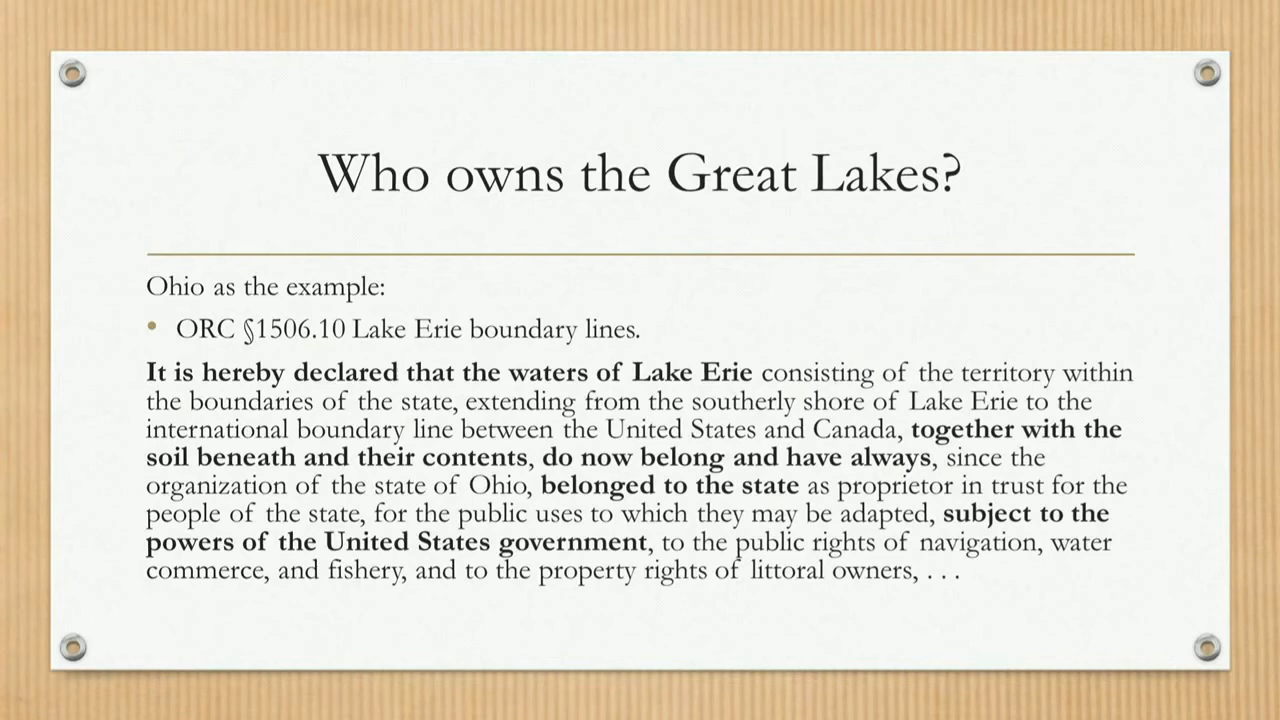 Who owns the Great Lakes?
Ohio as the example:
• ORC §1506.10 Lake Erie boundary lines.
It is hereby declared that the waters of Lake Erie consisting of the territory within
the boundaries of the state, extending from the southerly shore of Lake Erie to the
international boundary line between the United States and Canada, together with the
soil beneath and their contents, do now belong and have always, since the
organization of the state of Ohio, belonged to the state as proprietor in trust for the
people of the state, for the public uses to which they may be adapted, subject to the
powers of the United States government, to the public rights of navigation, water
commerce, and fishery, and to the property rights of littoral owners, . . .